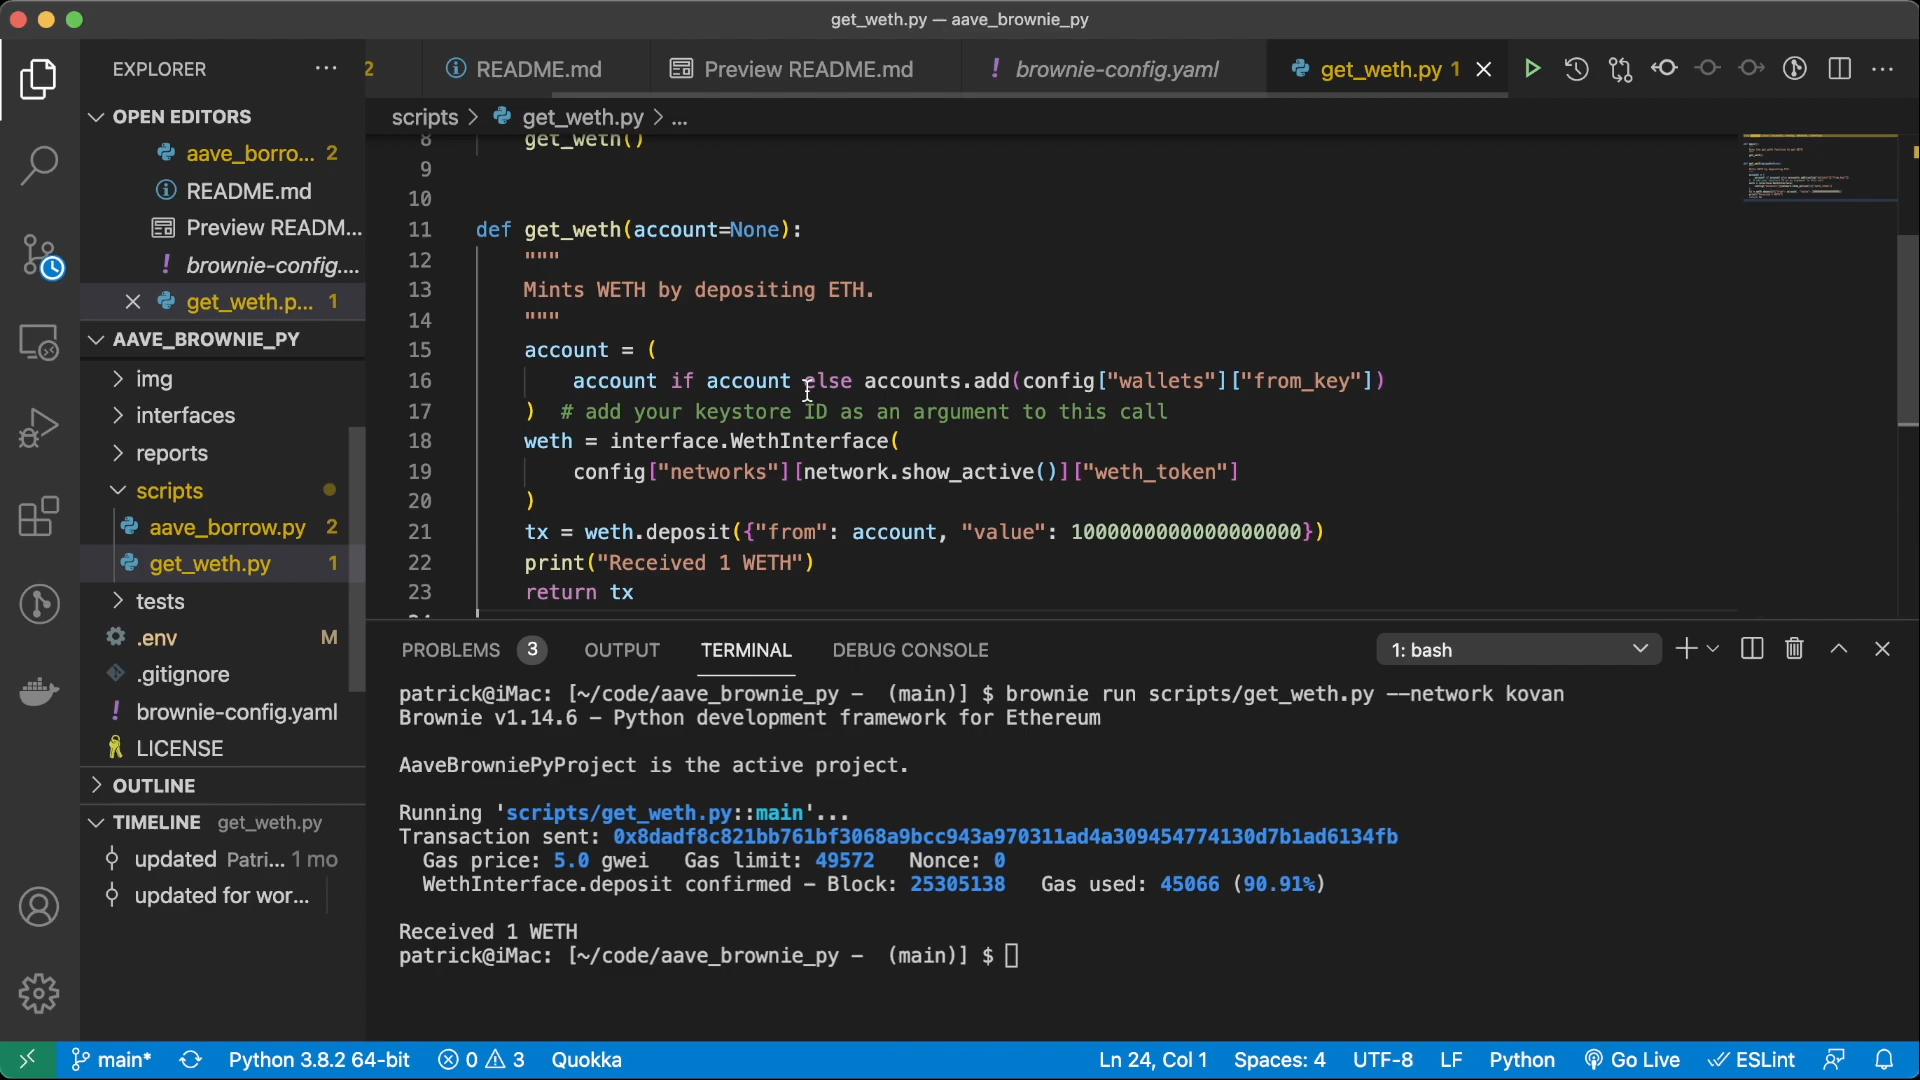 get_weth.py — aave_brownie_py
EXPLORER
2
README.md
Preview README.md
! brownie-config.yaml
get_weth.py 1
OPEN EDITORS
aave_borro... 2
README.md
Preview READM...
! brownie-config....
get_weth.p... 1
AAVE_BROWNIE_PY
img
interfaces
reports
scripts
aave_borrow.py 2
get_weth.py 1
tests
.env M
.gitignore
! brownie-config.yaml
LICENSE
OUTLINE
TIMELINE get_weth.py
updated Patri... 1 mo
updated for wor...
scripts > get_weth.py > ...
8 get_weth()
9
10
11 def get_weth(account=None):
12 """
13 Mints WETH by depositing ETH.
14 """
15 account = (
16 account if account else accounts.add(config["wallets"]["from_key"])
17 ) # add your keystore ID as an argument to this call
18 weth = interface.WethInterface(
19 config["networks"][network.show_active()]["weth_token"]
20 )
21 tx = weth.deposit({"from": account, "value": 1000000000000000000})
22 print("Received 1 WETH")
23 return tx
24
PROBLEMS 3 OUTPUT TERMINAL DEBUG CONSOLE
1: bash
patrick@iMac: [~/code/aave_brownie_py - (main)] $ brownie run scripts/get_weth.py --network kovan
Brownie v1.14.6 - Python development framework for Ethereum
AaveBrowniePyProject is the active project.
Running 'scripts/get_weth.py::main'...
Transaction sent: 0x8dadf8c821bb761bf3068a9bcc943a970311ad4a309454774130d7b1ad6134fb
Gas price: 5.0 gwei Gas limit: 49572 Nonce: 0
WethInterface.deposit confirmed - Block: 25305138 Gas used: 45066 (90.91%)
Received 1 WETH
patrick@iMac: [~/code/aave_brownie_py - (main)] $
main* Python 3.8.2 64-bit 0 3 Quokka Ln 24, Col 1 Spaces: 4 UTF-8 LF Python Go Live ESLint